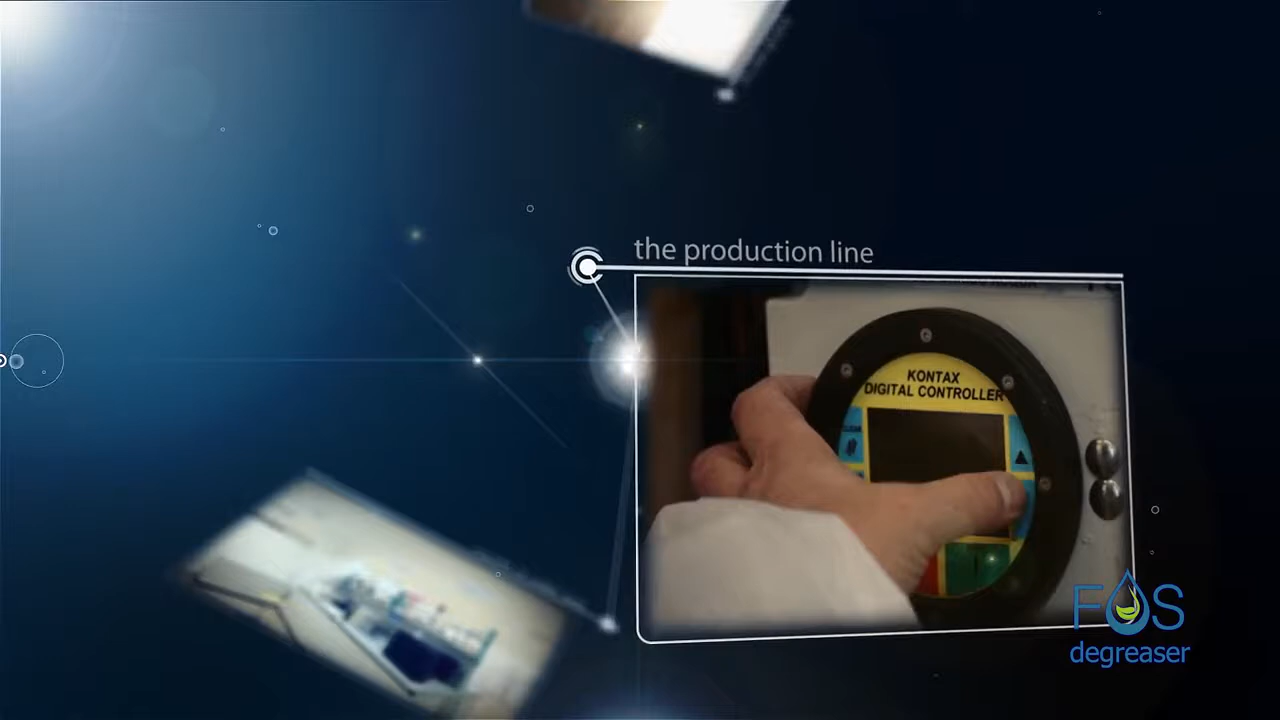 the production line
KONTAX
DIGITAL CONTROLLER
FOS
degreaser